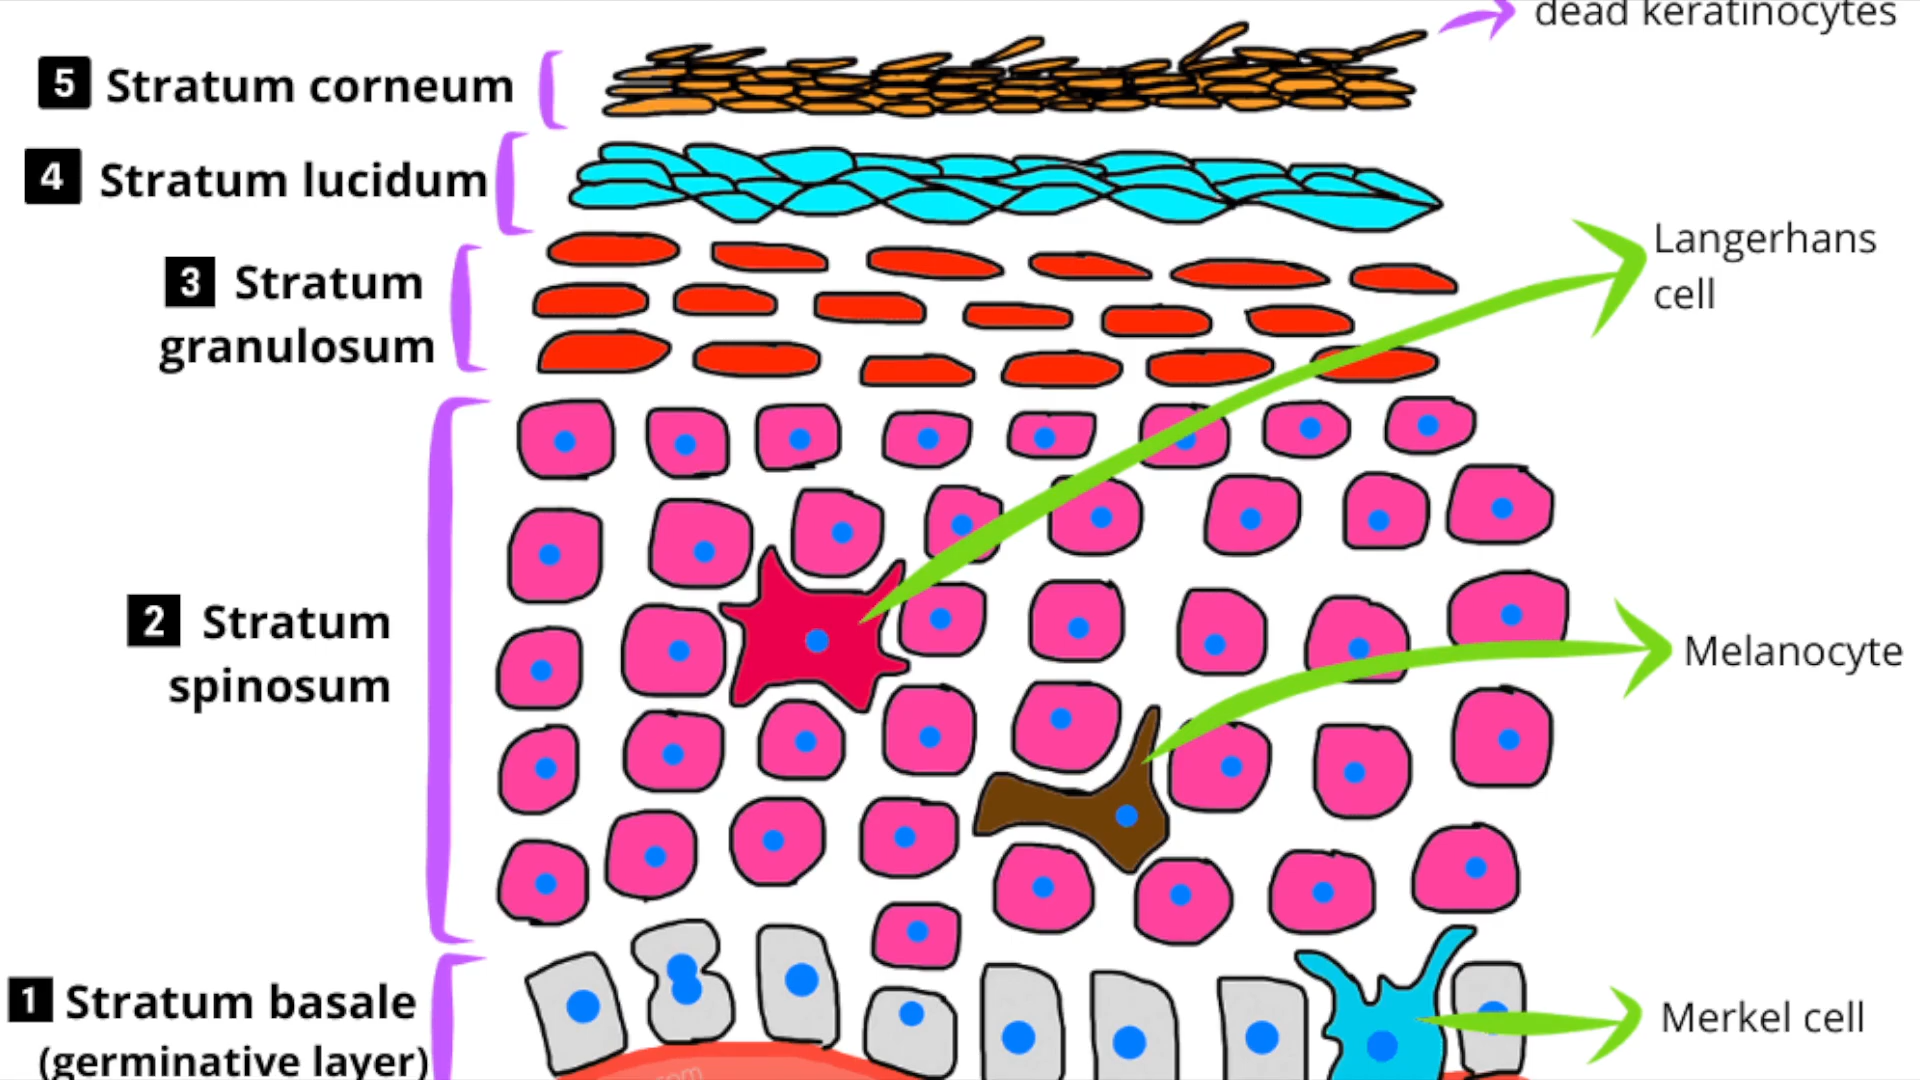 dead keratinocytes
5 Stratum corneum
4 Stratum lucidum
Langerhans
cell
3 Stratum
granulosum
2 Stratum
spinosum
Melanocyte
1 Stratum basale
(germinative layer)
Merkel cell